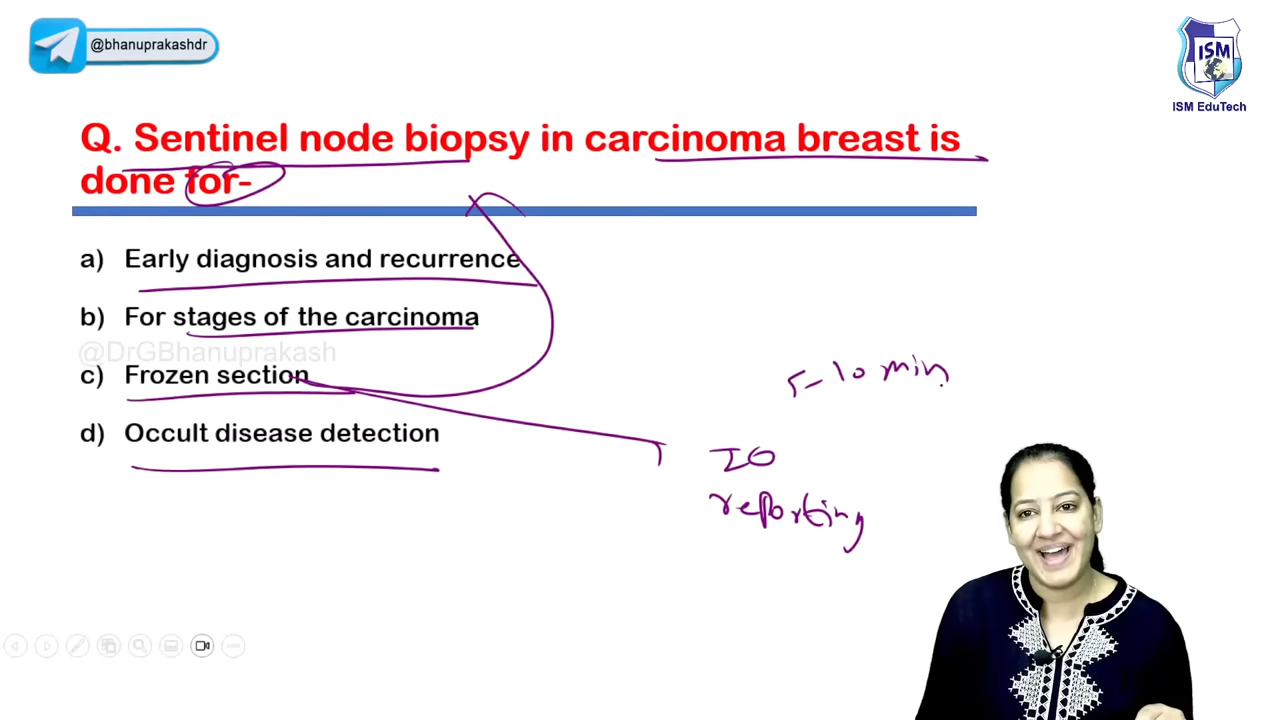 @bhanuprakashdr
ISM
ISM EduTech
Q. Sentinel node biopsy in carcinoma breast is
done for-
a) Early diagnosis and recurrence
b) For stages of the carcinoma
@DrGBhanuprakash
c) Frozen section
d) Occult disease detection
5-10 min
IO
reporting